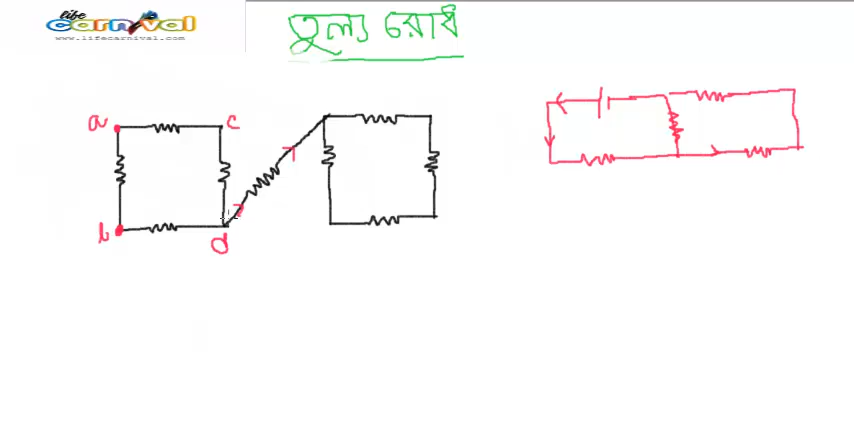 life
carnival
www.lifecarnival.com
তুল্য রোধ
a
c
b
d